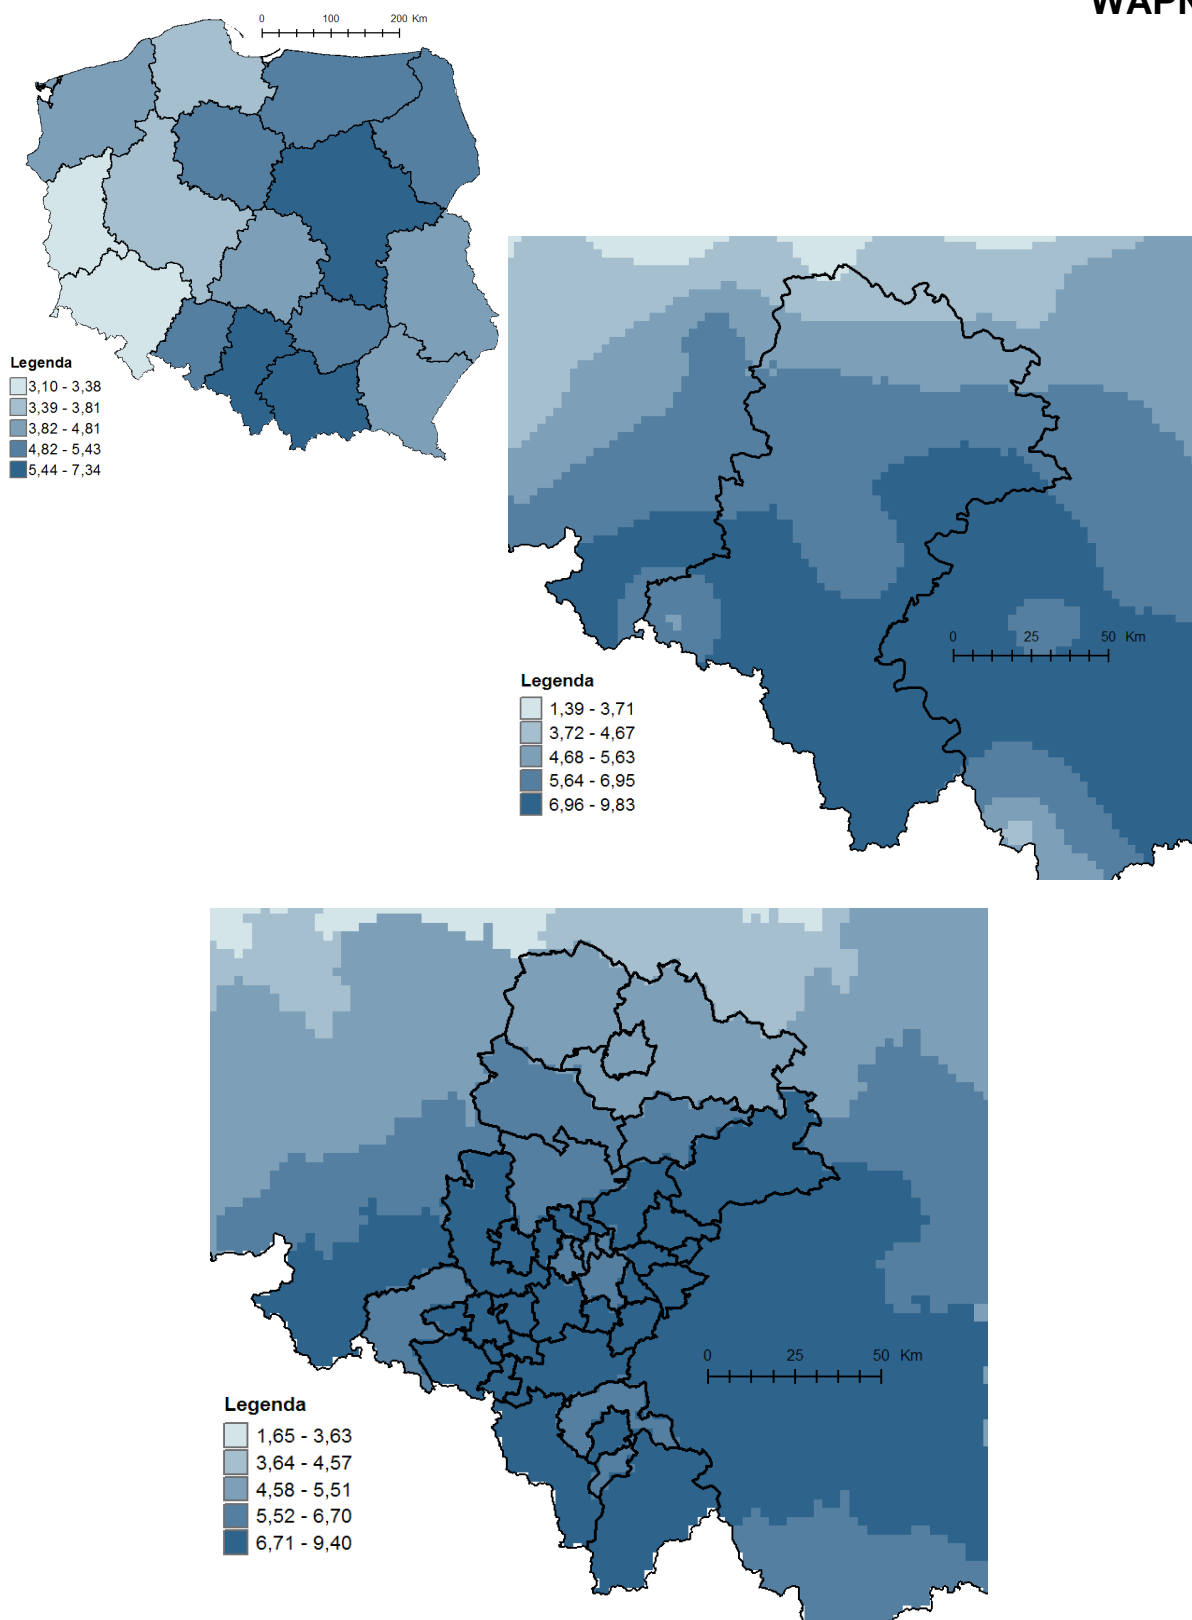 WAPN
0 100 200 Km
Legenda
3,10 - 3,38
3,39 - 3,81
3,82 - 4,81
4,82 - 5,43
5,44 - 7,34
0 25 50 Km
Legenda
1,39 - 3,71
3,72 - 4,67
4,68 - 5,63
5,64 - 6,95
6,96 - 9,83
0 25 50 Km
Legenda
1,65 - 3,63
3,64 - 4,57
4,58 - 5,51
5,52 - 6,70
6,71 - 9,40